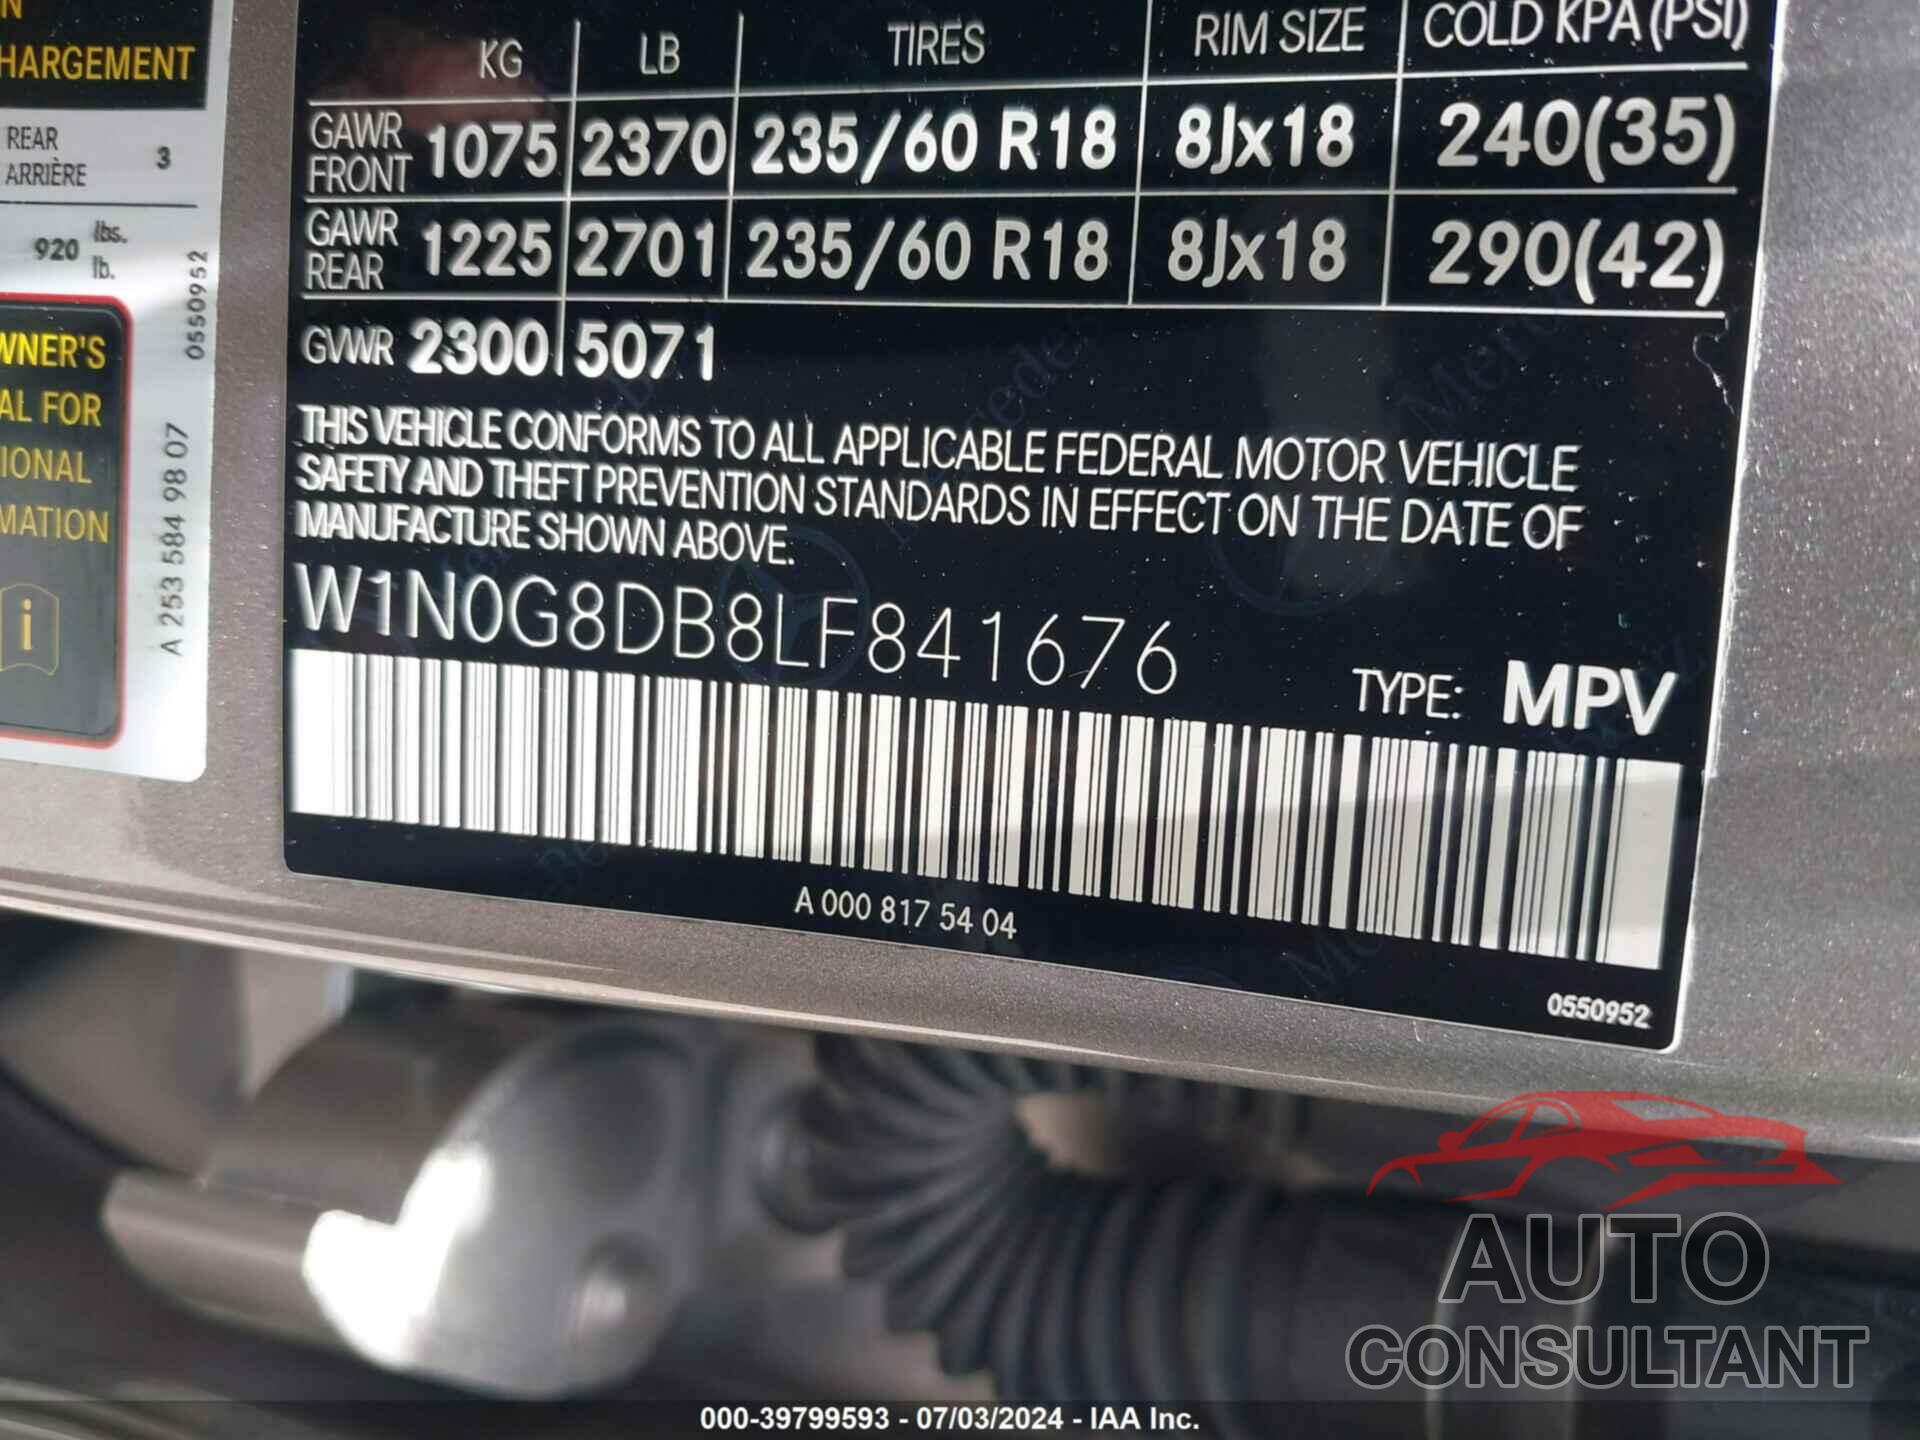 N
HARGEMENT
REAR
ARRIÈRE 3
920 lbs.
lb.
WNER'S
AL FOR
IONAL
MATION
i
A 253 584 98 07 0550952
KG LB TIRES RIM SIZE COLD KPA (PSI)
GAWR FRONT 1075 2370 235/60 R18 8Jx18 240(35)
GAWR REAR 1225 2701 235/60 R18 8Jx18 290(42)
GVWR 2300 5071
THIS VEHICLE CONFORMS TO ALL APPLICABLE FEDERAL MOTOR VEHICLE
SAFETY AND THEFT PREVENTION STANDARDS IN EFFECT ON THE DATE OF
MANUFACTURE SHOWN ABOVE.
W1N0G8DB8LF841676
TYPE: MPV
A 000 817 54 04
0550952
AUTO
CONSULTANT
000-39799593 - 07/03/2024 - IAA Inc.